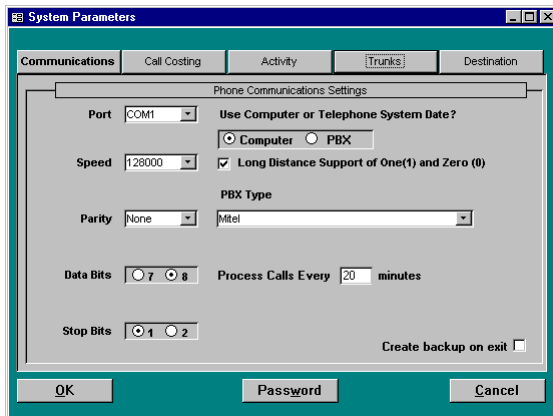 System Parameters
Communications Call Costing Activity Trunks Destination
Phone Communications Settings
Port COM1 Use Computer or Telephone System Date?
Computer PBX
Speed 128000 Long Distance Support of One(1) and Zero (0)
PBX Type
Parity None Mitel
Data Bits 7 8 Process Calls Every 20 minutes
Stop Bits 1 2
Create backup on exit
OK Password Cancel